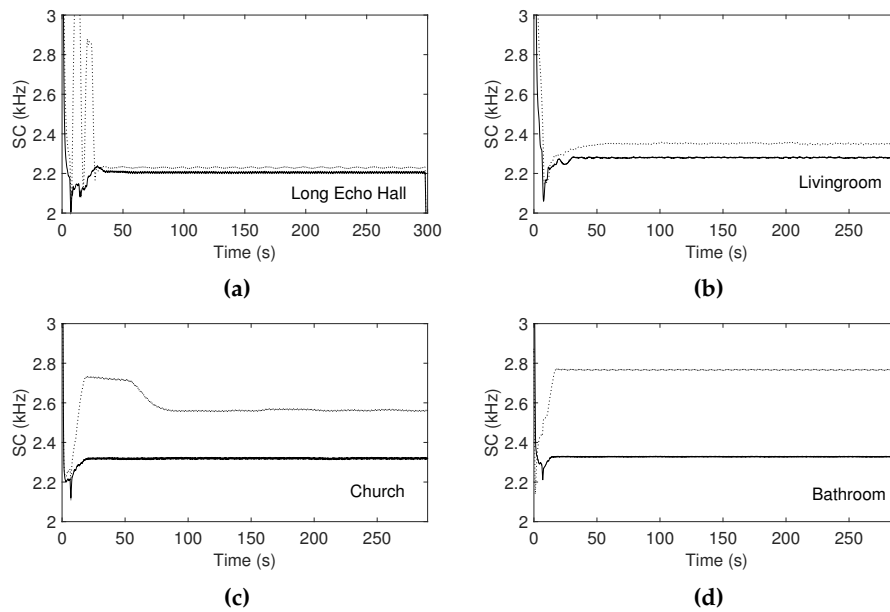 3
2.8
2.6
2.4
2.2
2
SC (kHz)
0 50 100 150 200 250 300
Time (s)
Long Echo Hall
(a)
3
2.8
2.6
2.4
2.2
2
SC (kHz)
0 50 100 150 200 250
Time (s)
Livingroom
(b)
3
2.8
2.6
2.4
2.2
2
SC (kHz)
0 50 100 150 200 250
Time (s)
Church
(c)
3
2.8
2.6
2.4
2.2
2
SC (kHz)
0 50 100 150 200 250
Time (s)
Bathroom
(d)